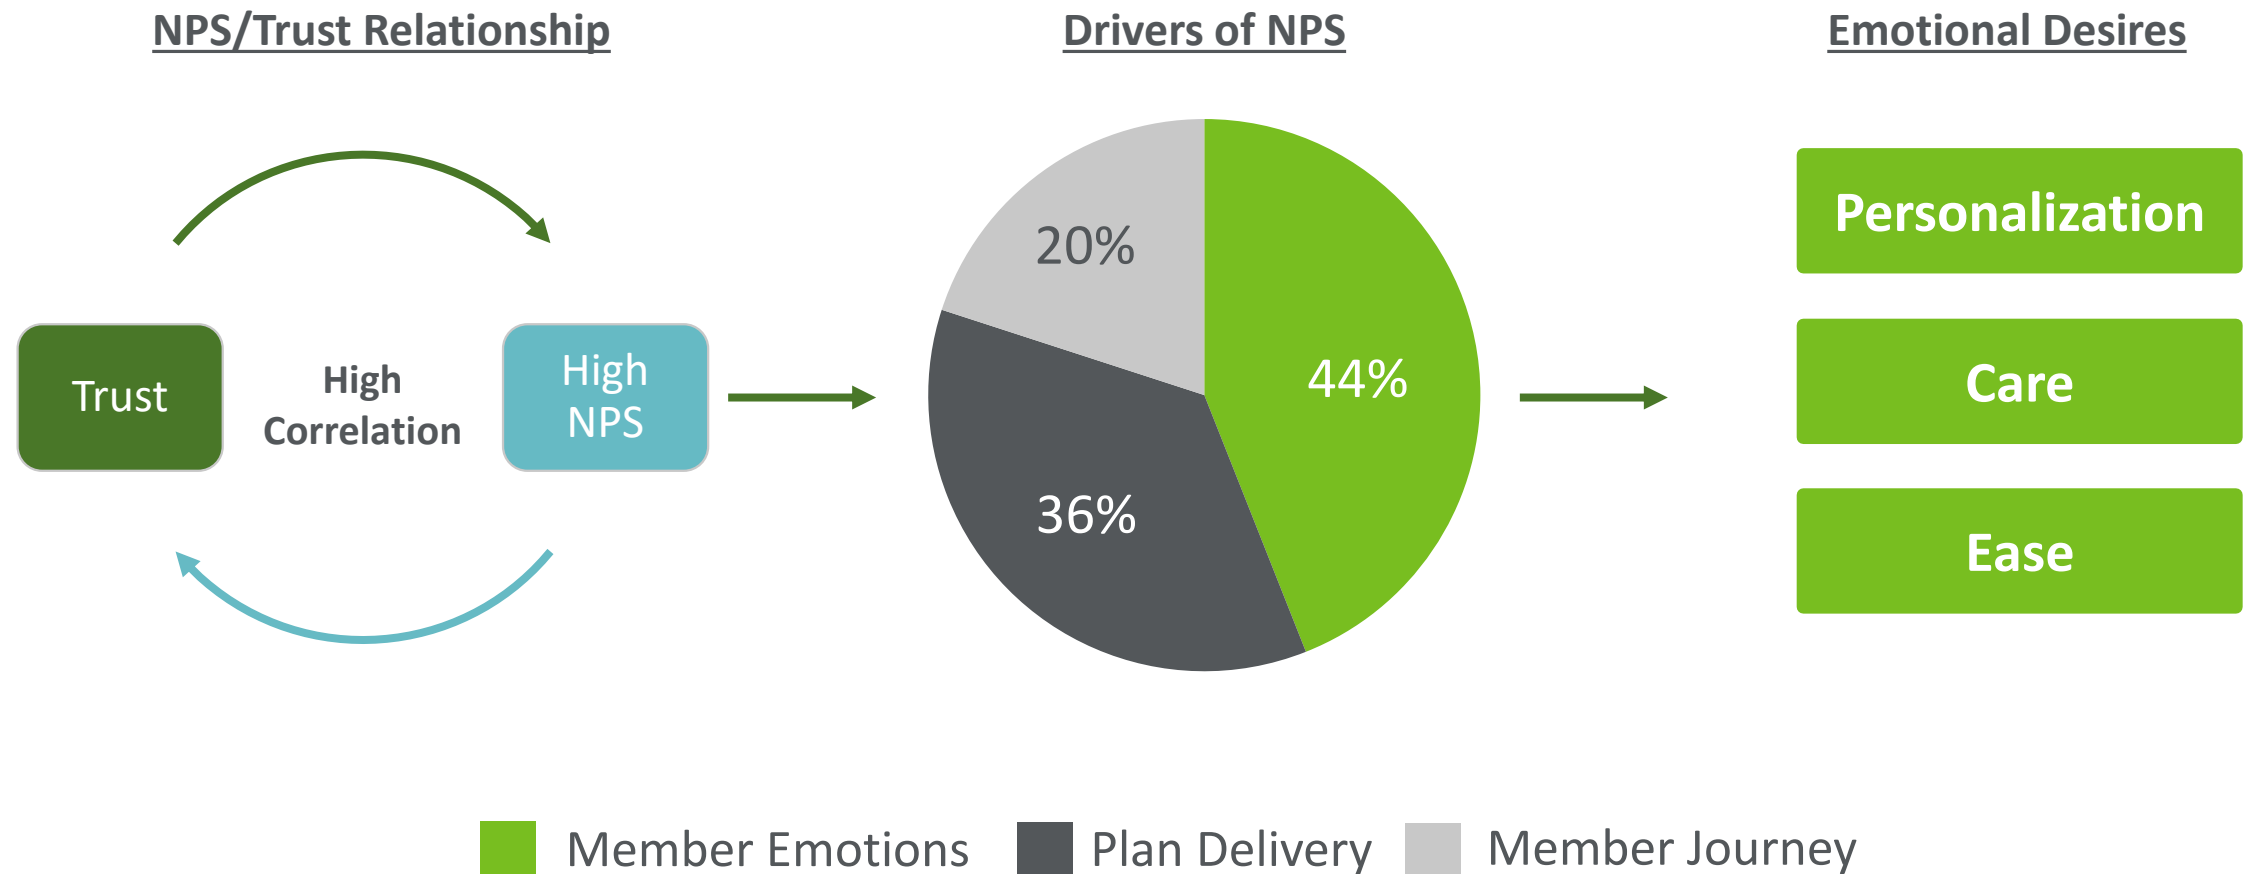 NPS/Trust Relationship
Trust
High
Correlation
High
NPS
Drivers of NPS
20%
44%
36%
Emotional Desires
Personalization
Care
Ease
Member Emotions
Plan Delivery
Member Journey